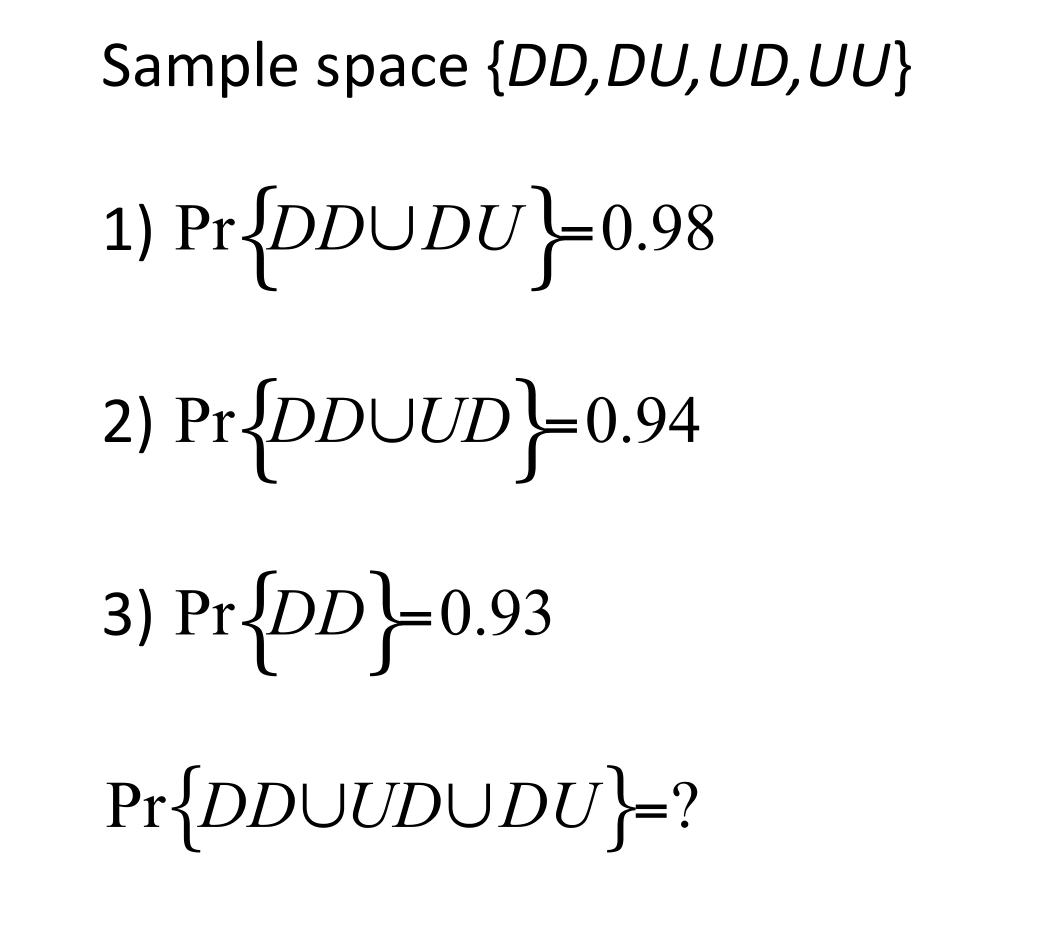 Sample space {DD,DU,UD,UU}
1) Pr{DD∪DU}=0.98
2) Pr{DD∪UD}=0.94
3) Pr{DD}=0.93
Pr{DD∪UD∪DU}=?